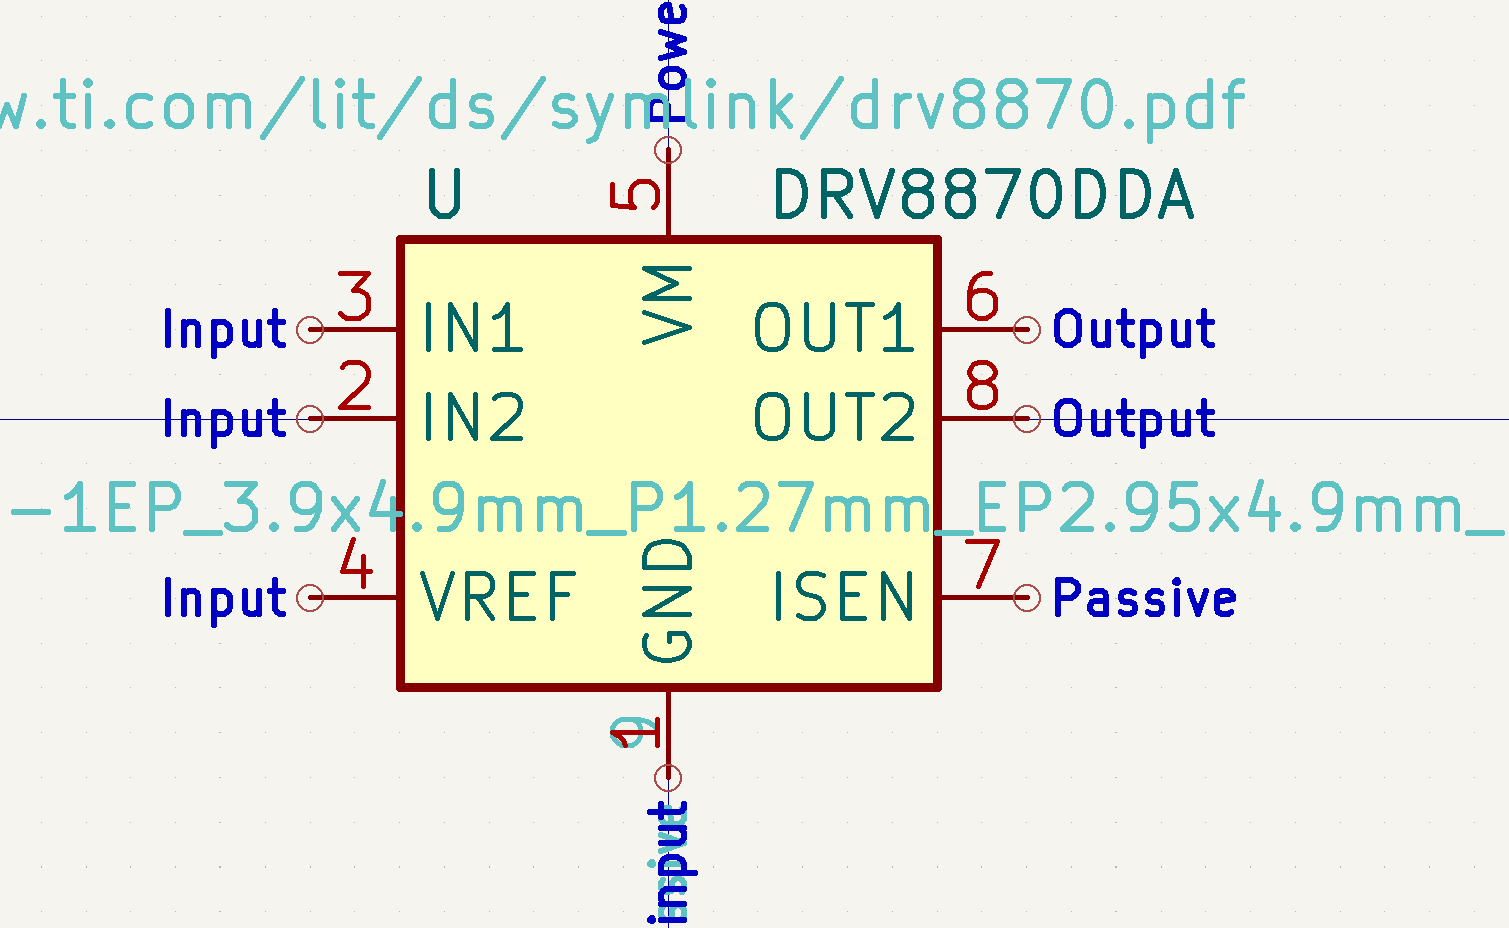 Powe
w.ti.com/lit/ds/symlink/drv8870.pdf
U
5
DRV8870DDA
VM
3
Input
IN1
OUT1
6
Output
2
Input
IN2
OUT2
8
Output
-1EP_3.9x4.9mm_P1.27mm_EP2.95x4.9mm_
4
Input
VREF
GND
ISEN
7
Passive
1
9
input